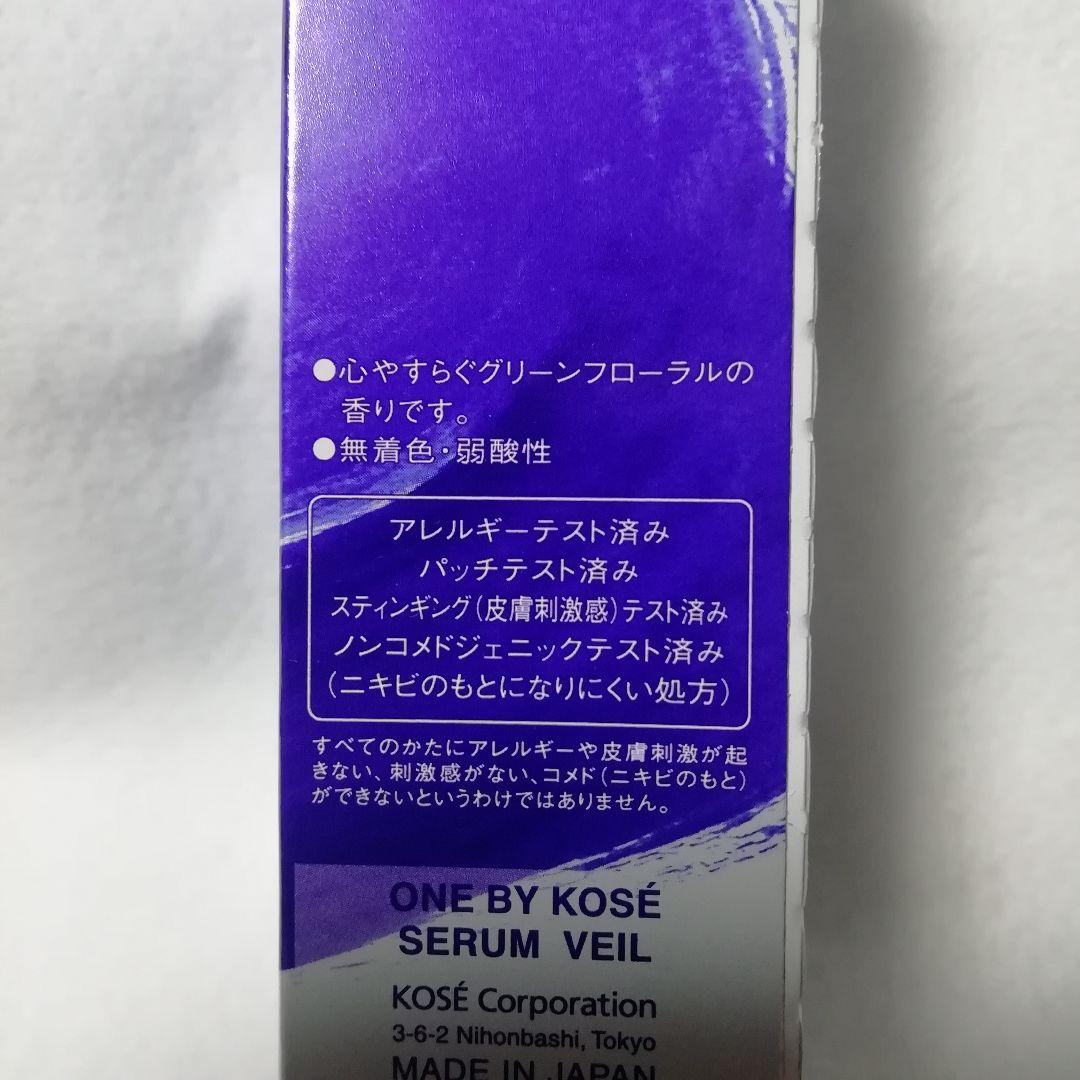 ●心やすらぐグリーンフローラルの
香りです。
●無着色・弱酸性
アレルギーテスト済み
パッチテスト済み
スティンギング(皮膚刺激感)テスト済み
ノンコメドジェニックテスト済み
(ニキビのもとになりにくい処方)
すべてのかたにアレルギーや皮膚刺激が起
きない、刺激感がない、コメド(ニキビのもと)
ができないというわけではありません。
ONE BY KOSÉ
SERUM VEIL
KOSÉ Corporation
3-6-2 Nihonbashi, Tokyo
MADE IN JAPAN